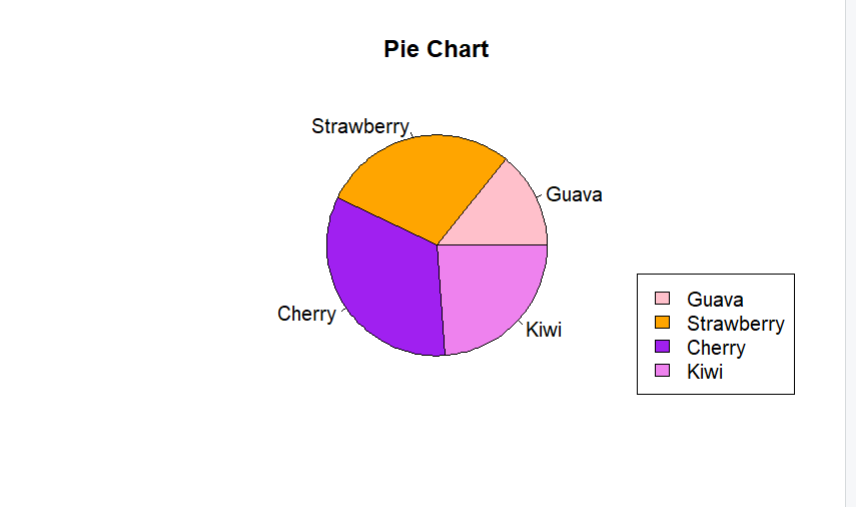 Pie Chart
Strawberry
Guava
Cherry
Kiwi
Guava
Strawberry
Cherry
Kiwi